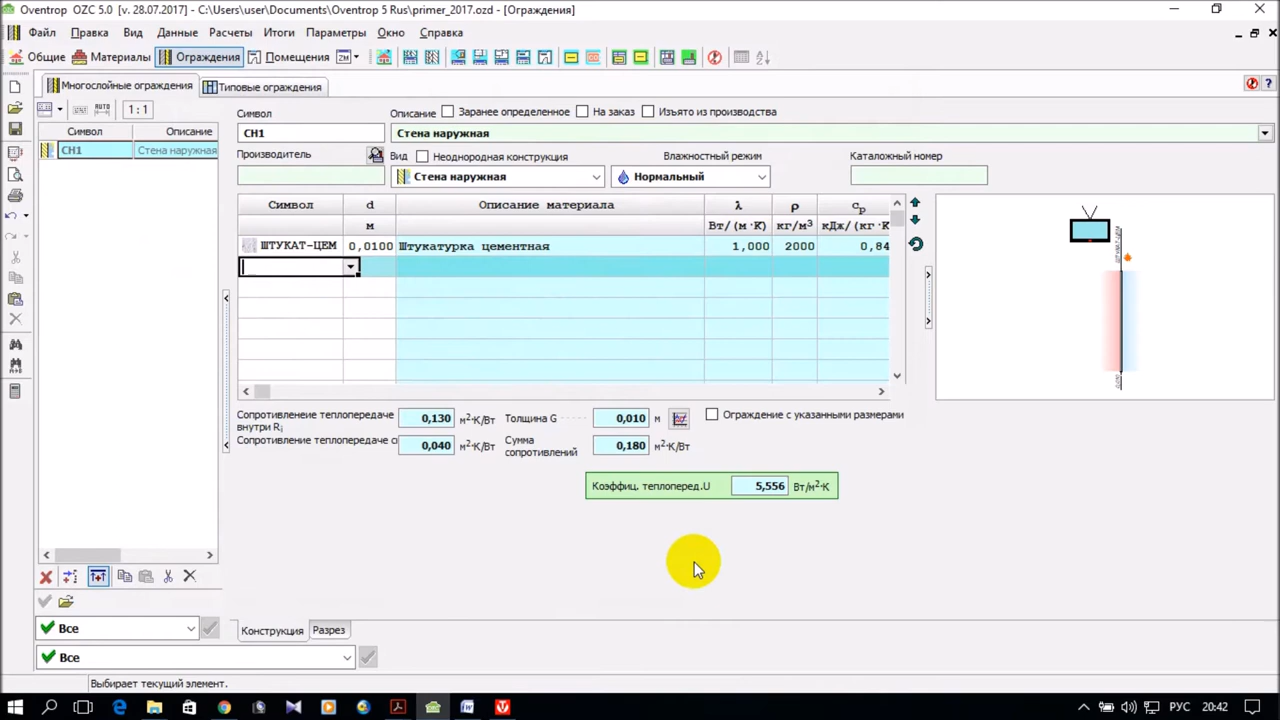 Oventrop OZC 5.0 [v. 28.07.2017] - C:\Users\user\Documents\Oventrop 5 Rus\primer_2017.ozd - [Ограждения]
Файл Правка Вид Данные Расчеты Итоги Параметры Окно Справка
Общие Материалы Ограждения Помещения
Многослойные ограждения Типовые ограждения
AUTO 1:1
Символ Описание
СН1 Стена наружная
Символ Описание Заранее определенное На заказ Изъято из производства
СН1 Стена наружная
Производитель Вид Неоднородная конструкция Влажностный режим Каталожный номер
Стена наружная Нормальный
Символ d Описание материала λ ρ cp
м Вт/(м·К) кг/м³ кДж/(кг·К
ШТУКАТ-ЦЕМ 0,0100 Штукатурка цементная 1,000 2000 0,84
Сопротивленеие теплопередаче внутри Ri 0,130 м²·К/Вт Толщина G 0,010 м Ограждение с указанными размерами
Сопротивление теплопередаче с 0,040 м²·К/Вт Сумма сопротивлений 0,180 м²·К/Вт
Коэффиц. теплоперед.U 5,556 Вт/м²·К
Все
Конструкция Разрез
Все
Выбирает текущий элемент.
РУС 20:42